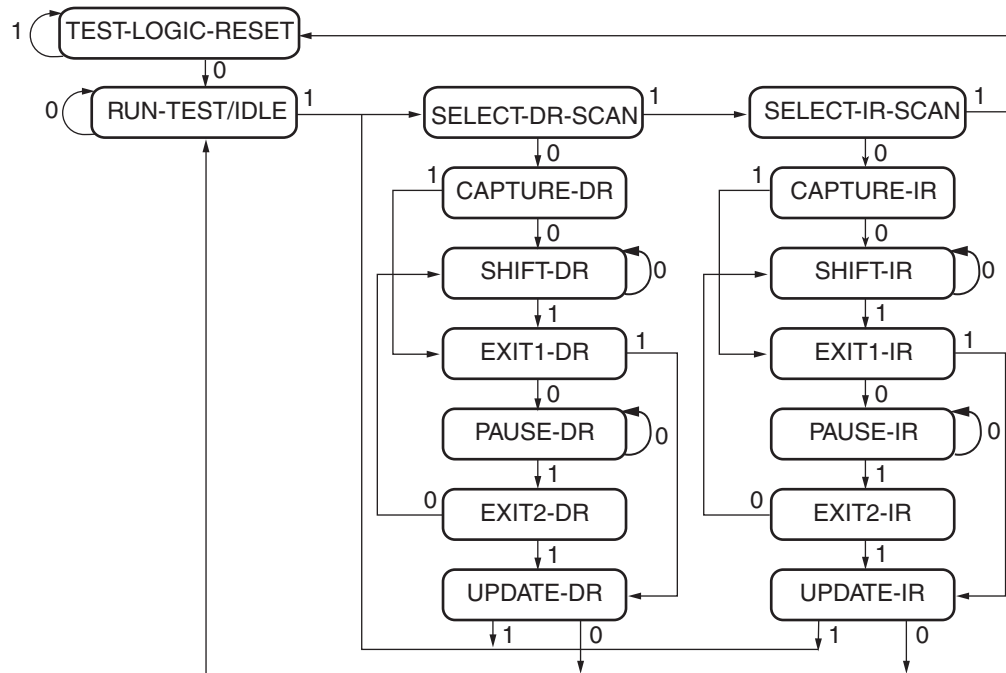 1 TEST-LOGIC-RESET
0
0 RUN-TEST/IDLE 1
SELECT-DR-SCAN 1
SELECT-IR-SCAN 1
0
0
1 CAPTURE-DR
1 CAPTURE-IR
0
0
SHIFT-DR 0
SHIFT-IR 0
1
1
EXIT1-DR 1
EXIT1-IR 1
0
0
PAUSE-DR 0
PAUSE-IR 0
1
1
0 EXIT2-DR
0 EXIT2-IR
1
1
UPDATE-DR
UPDATE-IR
1 0
1 0